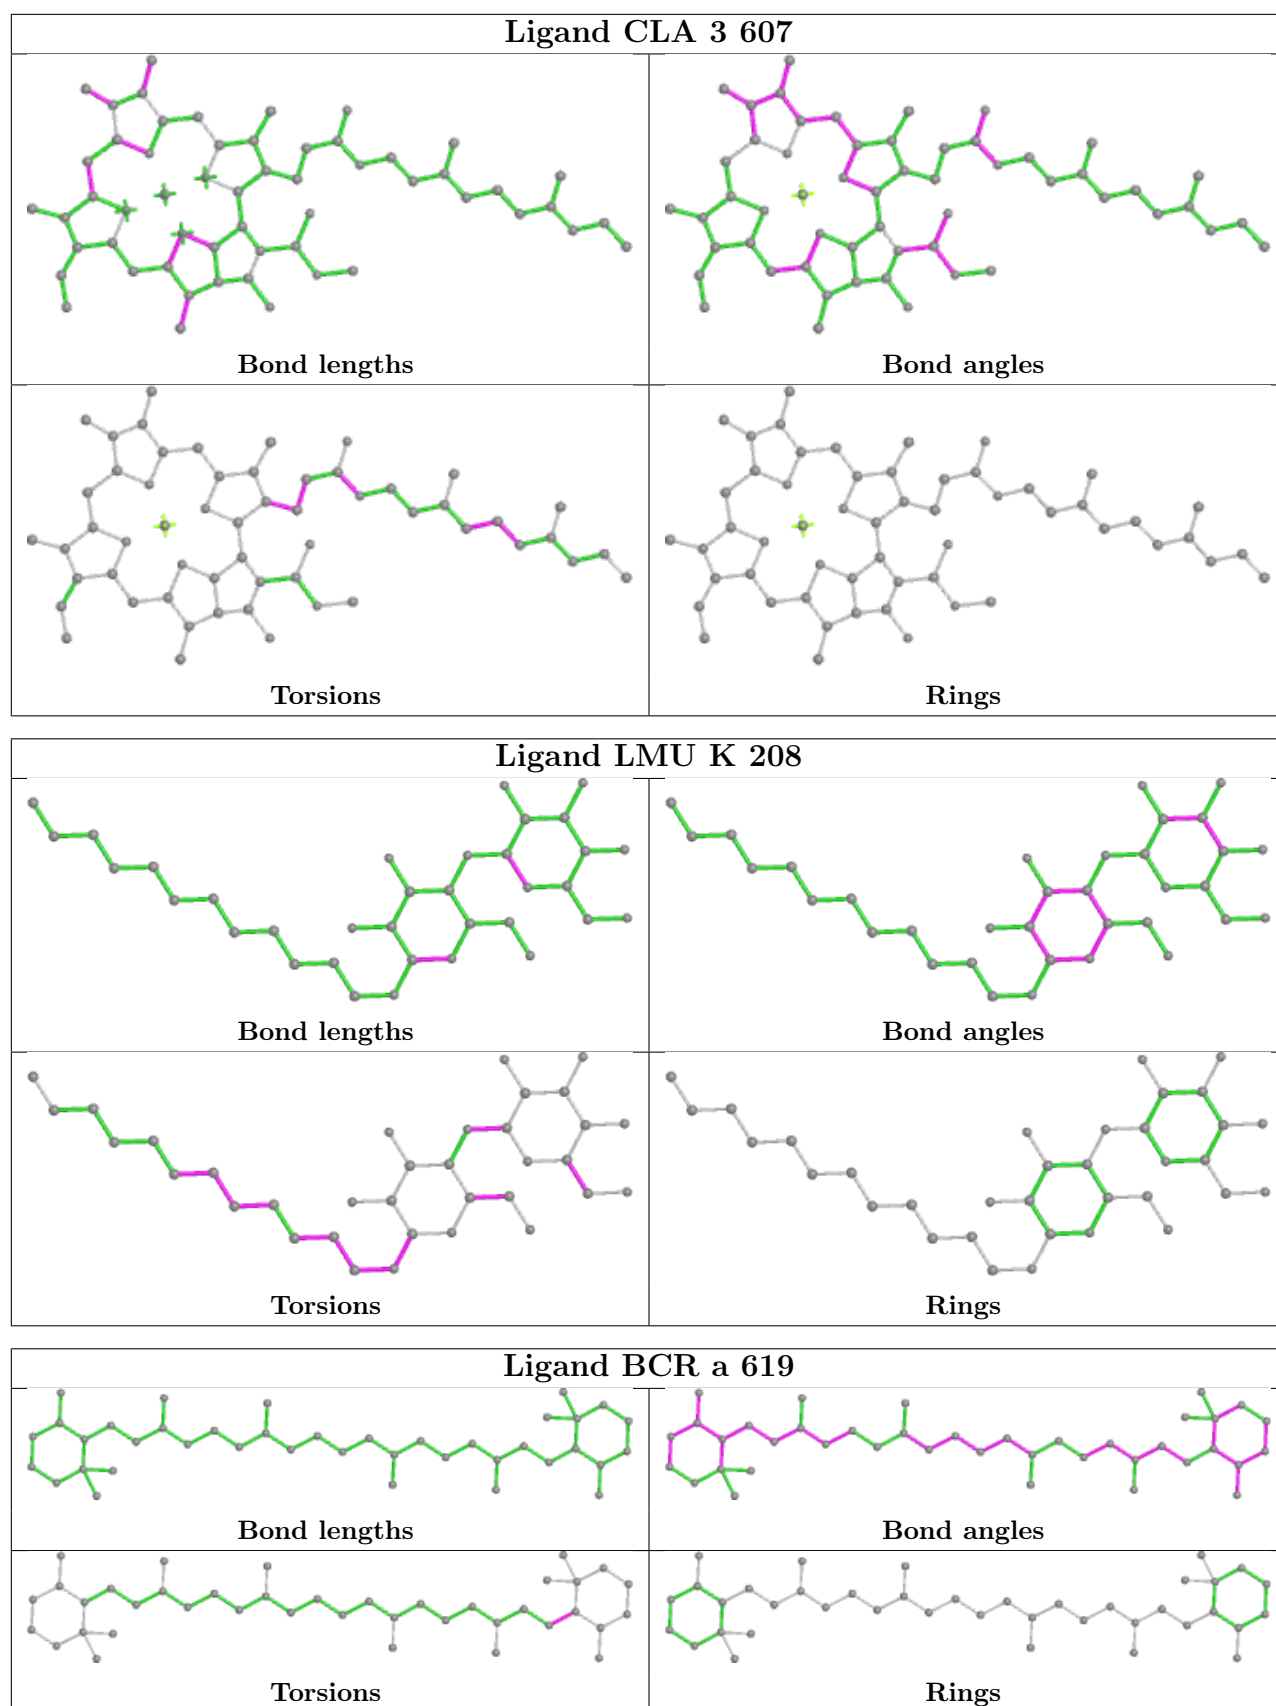 Ligand CLA 3 607
Bond lengths
Bond angles
Torsions
Rings
Ligand LMU K 208
Bond lengths
Bond angles
Torsions
Rings
Ligand BCR a 619
Bond lengths
Bond angles
Torsions
Rings